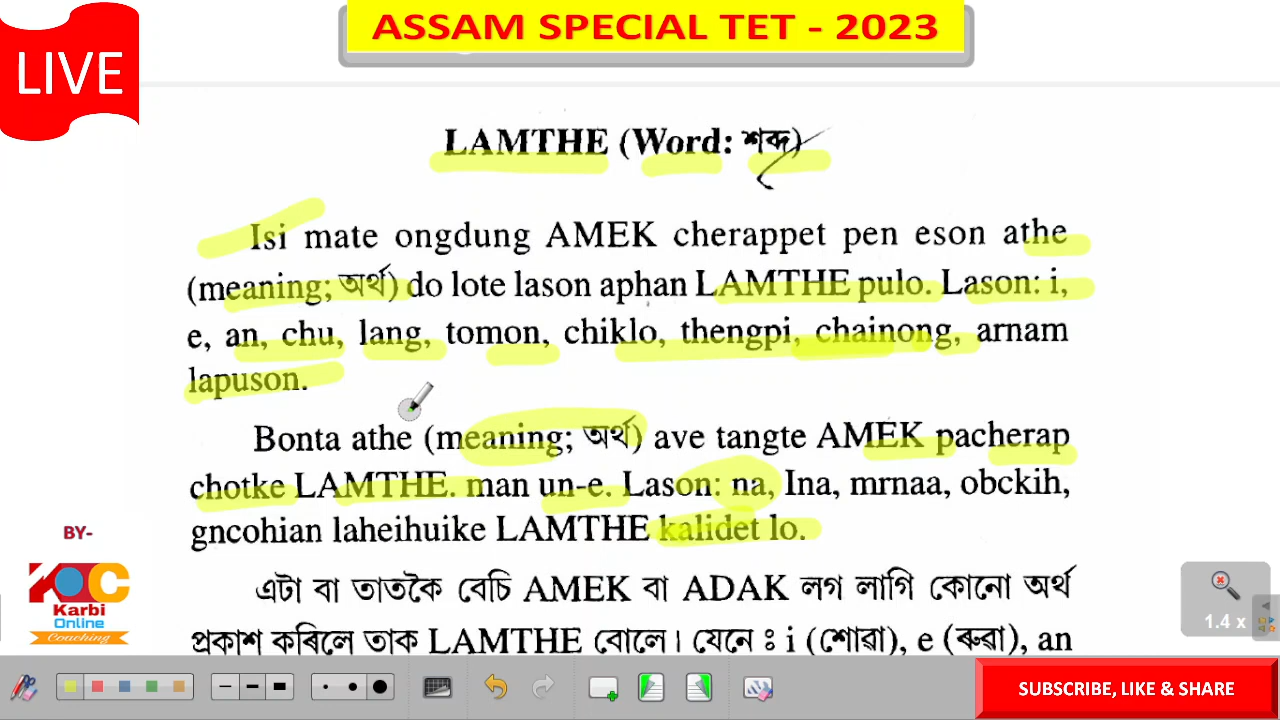 ASSAM SPECIAL TET - 2023
LIVE
LAMTHE (Word: শব্দ)
Isi mate ongdung AMEK cherappet pen eson athe
(meaning; অৰ্থ) do lote lason aphan LAMTHE pulo. Lason: i,
e, an, chu, lang, tomon, chiklo, thengpi, chainong, arnam
lapuson.
Bonta athe (meaning; অৰ্থ) ave tangte AMEK pacherap
chotke LAMTHE. man un-e. Lason: na, Ina, mrnaa, obckih,
gncohian laheihuike LAMTHE kalidet lo.
এটা বা তাতকৈ বেচি AMEK বা ADAK লগ লাগি কোনো অৰ্থ
প্ৰকাশ কৰিলে তাক LAMTHE বোলে। যেনে ঃ i (শোৱা), e (ৰুৱা), an
BY-
KOC
Karbi
Online
Coaching
1.4 x
SUBSCRIBE, LIKE & SHARE